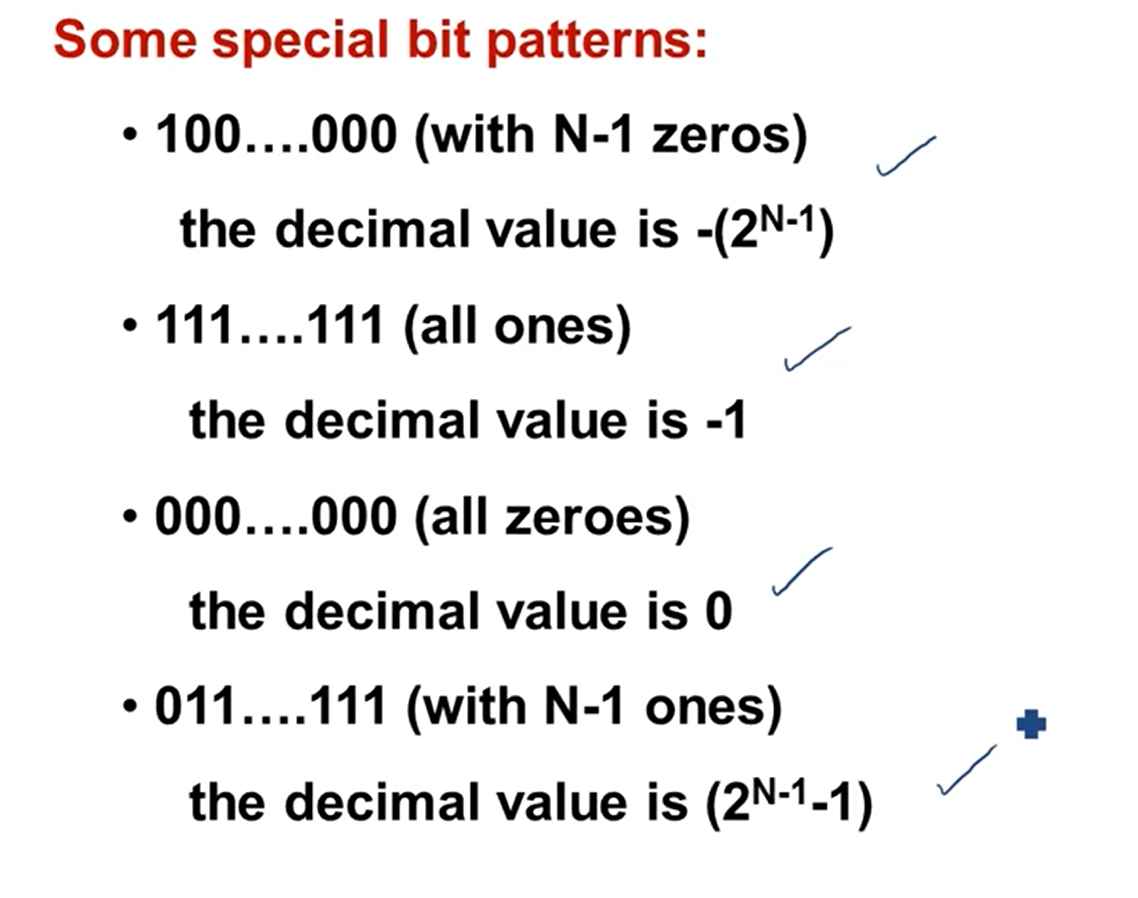 Some special bit patterns:
• 100....000 (with N-1 zeros)
the decimal value is -(2ᴺ⁻¹)
• 111....111 (all ones)
the decimal value is -1
• 000....000 (all zeroes)
the decimal value is 0
• 011....111 (with N-1 ones)
the decimal value is (2ᴺ⁻¹-1)